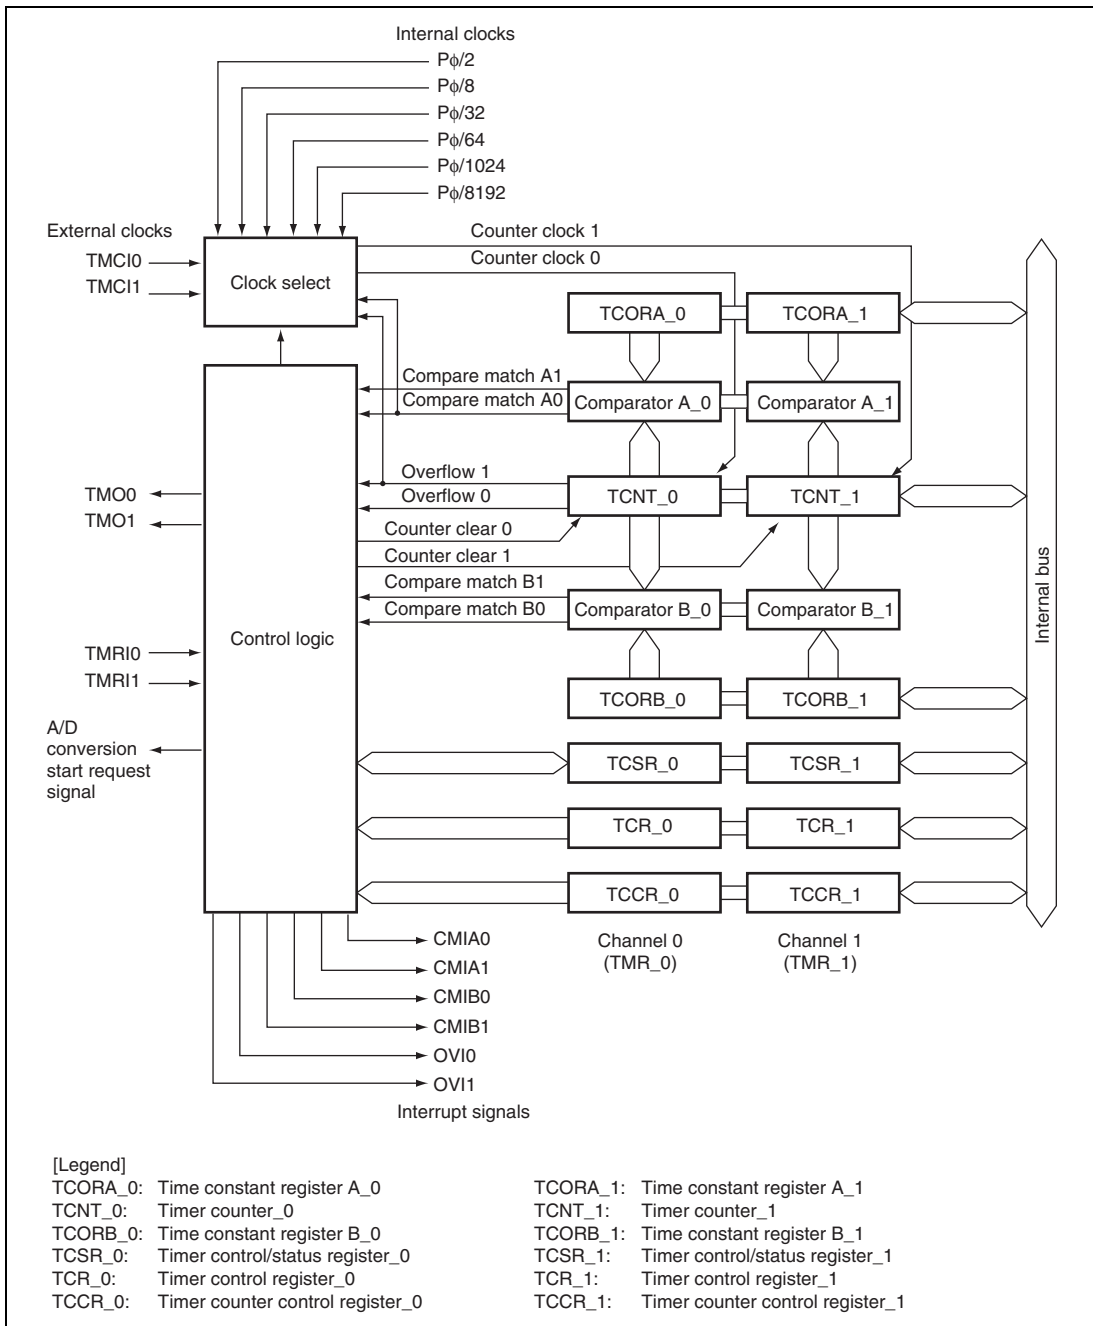 Internal clocks
Pϕ/2
Pϕ/8
Pϕ/32
Pϕ/64
Pϕ/1024
Pϕ/8192
External clocks
TMCI0
TMCI1
Clock select
Counter clock 1
Counter clock 0
TCORA_0
TCORA_1
Compare match A1
Compare match A0
Comparator A_0
Comparator A_1
TMO0
TMO1
Overflow 1
Overflow 0
TCNT_0
TCNT_1
Counter clear 0
Counter clear 1
Compare match B1
Compare match B0
Comparator B_0
Comparator B_1
Control logic
Internal bus
TMRI0
TMRI1
TCORB_0
TCORB_1
A/D
conversion
start request
signal
TCSR_0
TCSR_1
TCR_0
TCR_1
TCCR_0
TCCR_1
CMIA0
CMIA1
CMIB0
CMIB1
OVI0
OVI1
Interrupt signals
Channel 0
(TMR_0)
Channel 1
(TMR_1)
[Legend]
TCORA_0: Time constant register A_0
TCNT_0: Timer counter_0
TCORB_0: Time constant register B_0
TCSR_0: Timer control/status register_0
TCR_0: Timer control register_0
TCCR_0: Timer counter control register_0
TCORA_1: Time constant register A_1
TCNT_1: Timer counter_1
TCORB_1: Time constant register B_1
TCSR_1: Timer control/status register_1
TCR_1: Timer control register_1
TCCR_1: Timer counter control register_1